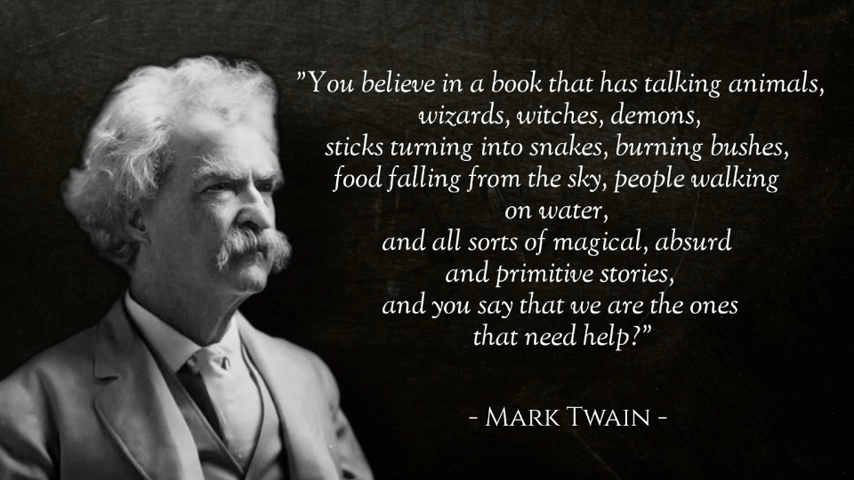 ”You believe in a book that has talking animals,
wizards, witches, demons,
sticks turning into snakes, burning bushes,
food falling from the sky, people walking
on water,
and all sorts of magical, absurd
and primitive stories,
and you say that we are the ones
that need help?”
- Mark Twain -